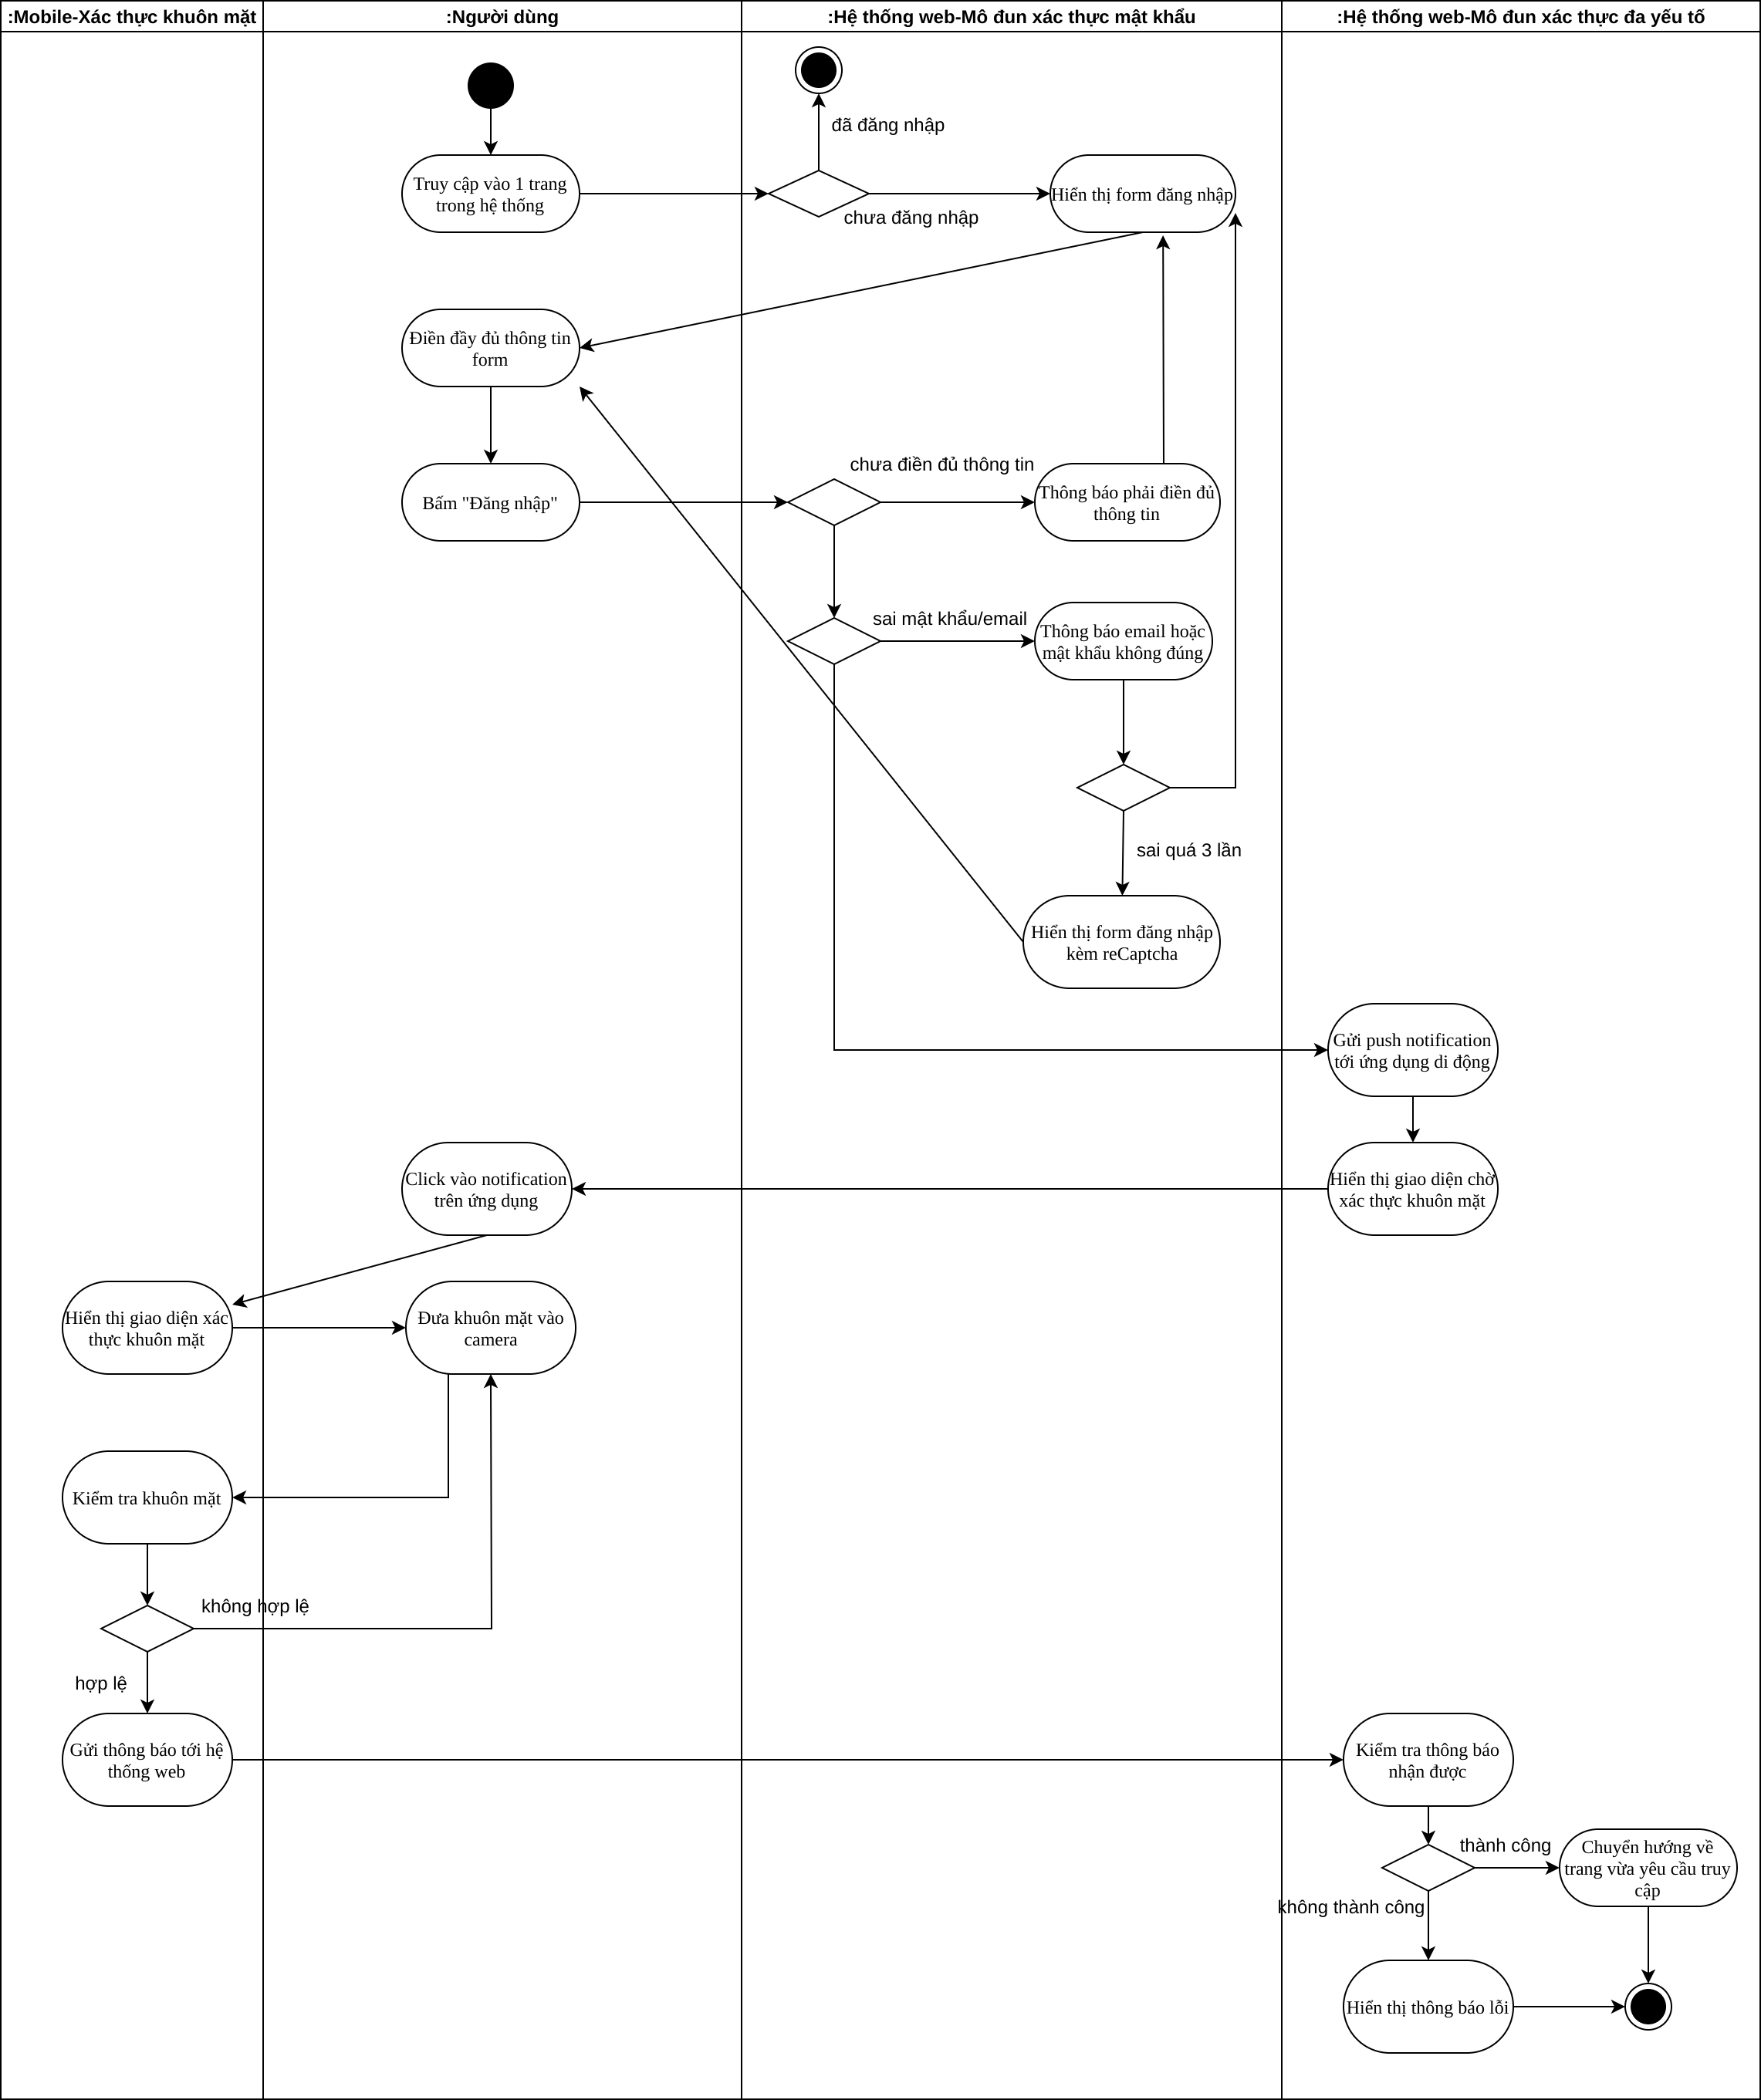 :Mobile-Xác thực khuôn mặt
:Người dùng
:Hệ thống web-Mô đun xác thực mật khẩu
:Hệ thống web-Mô đun xác thực đa yếu tố
đã đăng nhập
Truy cập vào 1 trang
trong hệ thống
Hiển thị form đăng nhập
chưa đăng nhập
Điền đầy đủ thông tin
form
chưa điền đủ thông tin
Bấm "Đăng nhập"
Thông báo phải điền đủ
thông tin
sai mật khẩu/email
Thông báo email hoặc
mật khẩu không đúng
sai quá 3 lần
Hiển thị form đăng nhập
kèm reCaptcha
Gửi push notification
tới ứng dụng di động
Click vào notification
trên ứng dụng
Hiển thị giao diện chờ
xác thực khuôn mặt
Hiển thị giao diện xác
thực khuôn mặt
Đưa khuôn mặt vào
camera
Kiểm tra khuôn mặt
không hợp lệ
hợp lệ
Gửi thông báo tới hệ
thống web
Kiểm tra thông báo
nhận được
thành công
Chuyển hướng về
trang vừa yêu cầu truy
cập
không thành công
Hiển thị thông báo lỗi